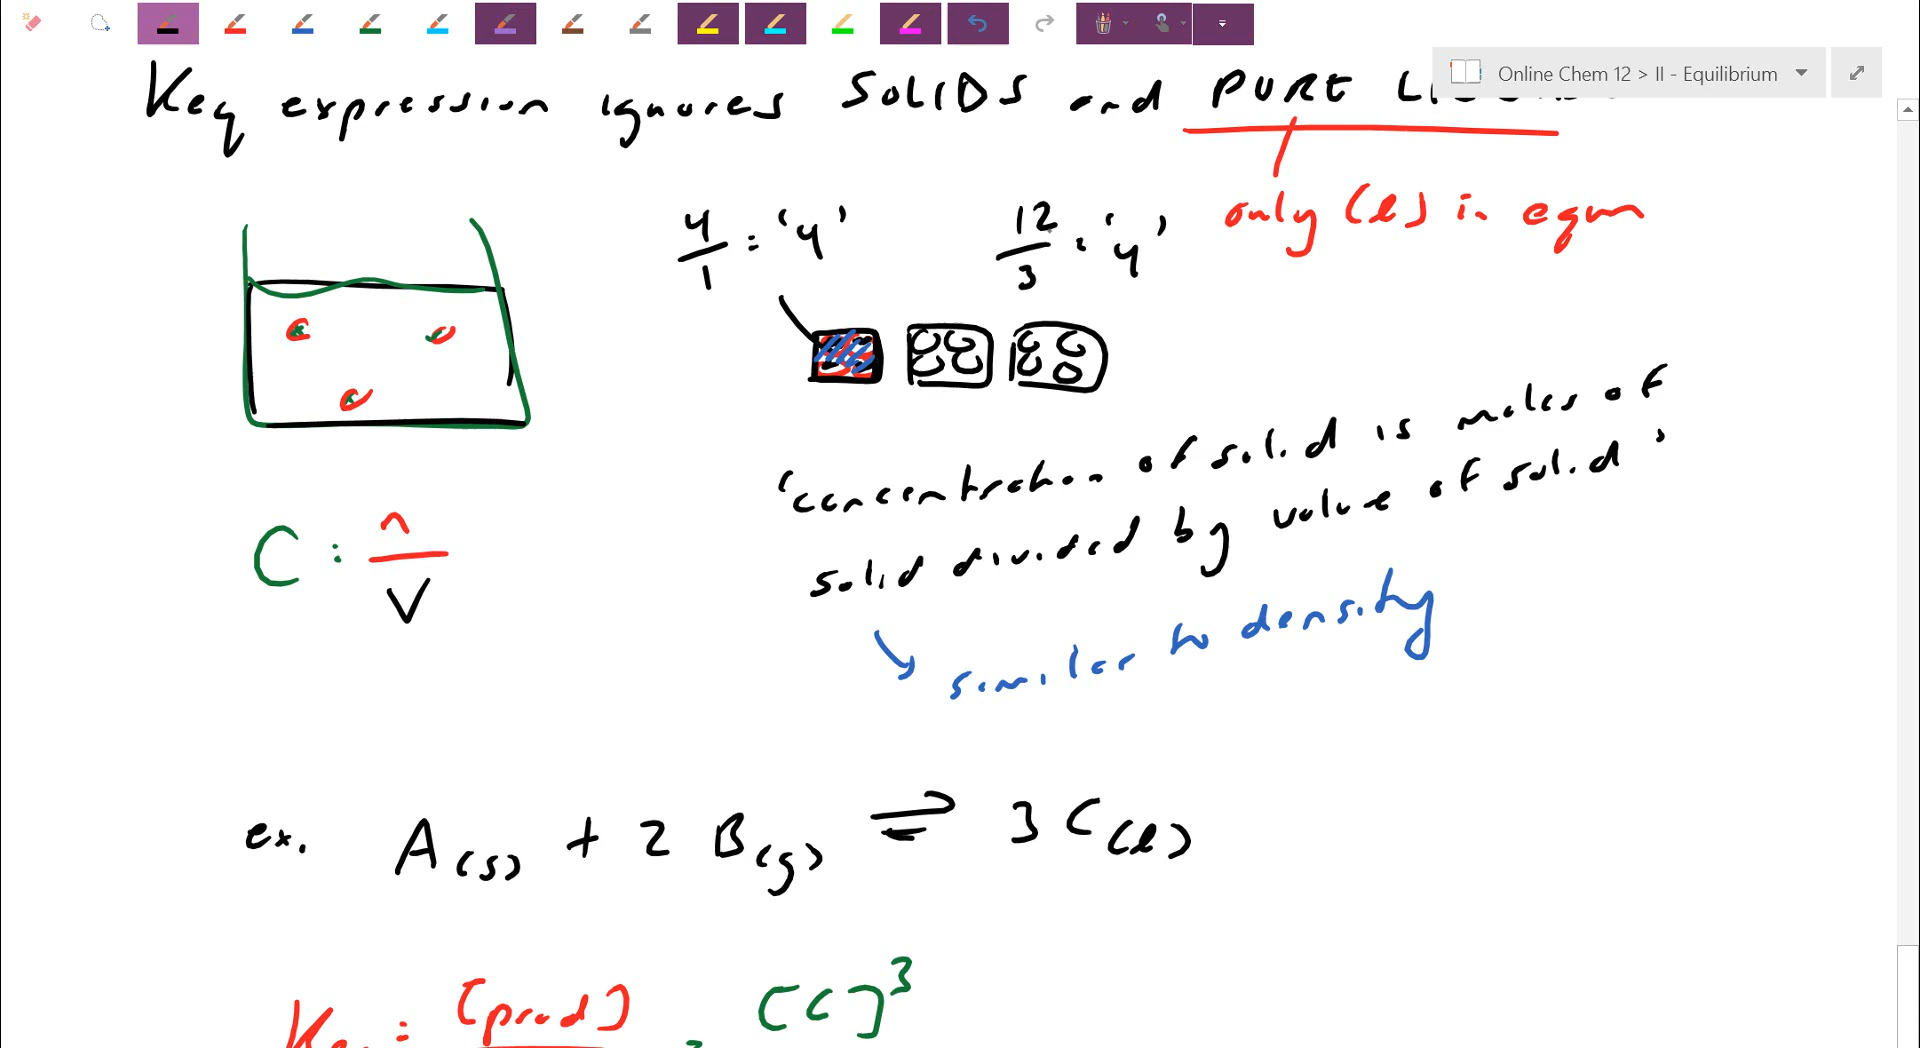 Online Chem 12 > II - Equilibrium
Keq expression ignores SOLIDS and PURE
only (l) in eqm
4/1 = '4'
12/3 = '4'
'concentration of solid is moles of
solid divided by value of solid'
similar to density
C = n/V
ex. A(s) + 2 B(g) ⇌ 3 C(l)
Keq = [prod] = [C]³